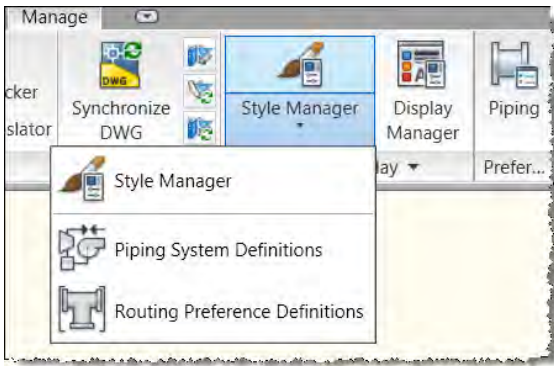 Manage
DWG
cker
slator
Synchronize
DWG
Style Manager
Display
Manager
Piping
lay
Prefer...
Style Manager
Piping System Definitions
Routing Preference Definitions